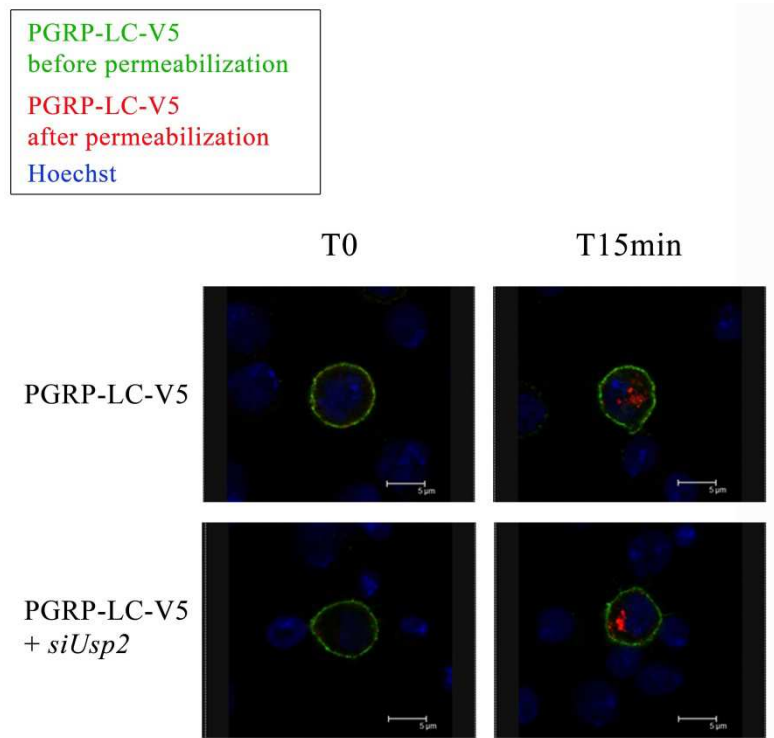 PGRP-LC-V5
before permeabilization
PGRP-LC-V5
after permeabilization
Hoechst
T0 T15min
PGRP-LC-V5
5 µm 5 µm
PGRP-LC-V5
+ siUsp2
5 µm 5 µm